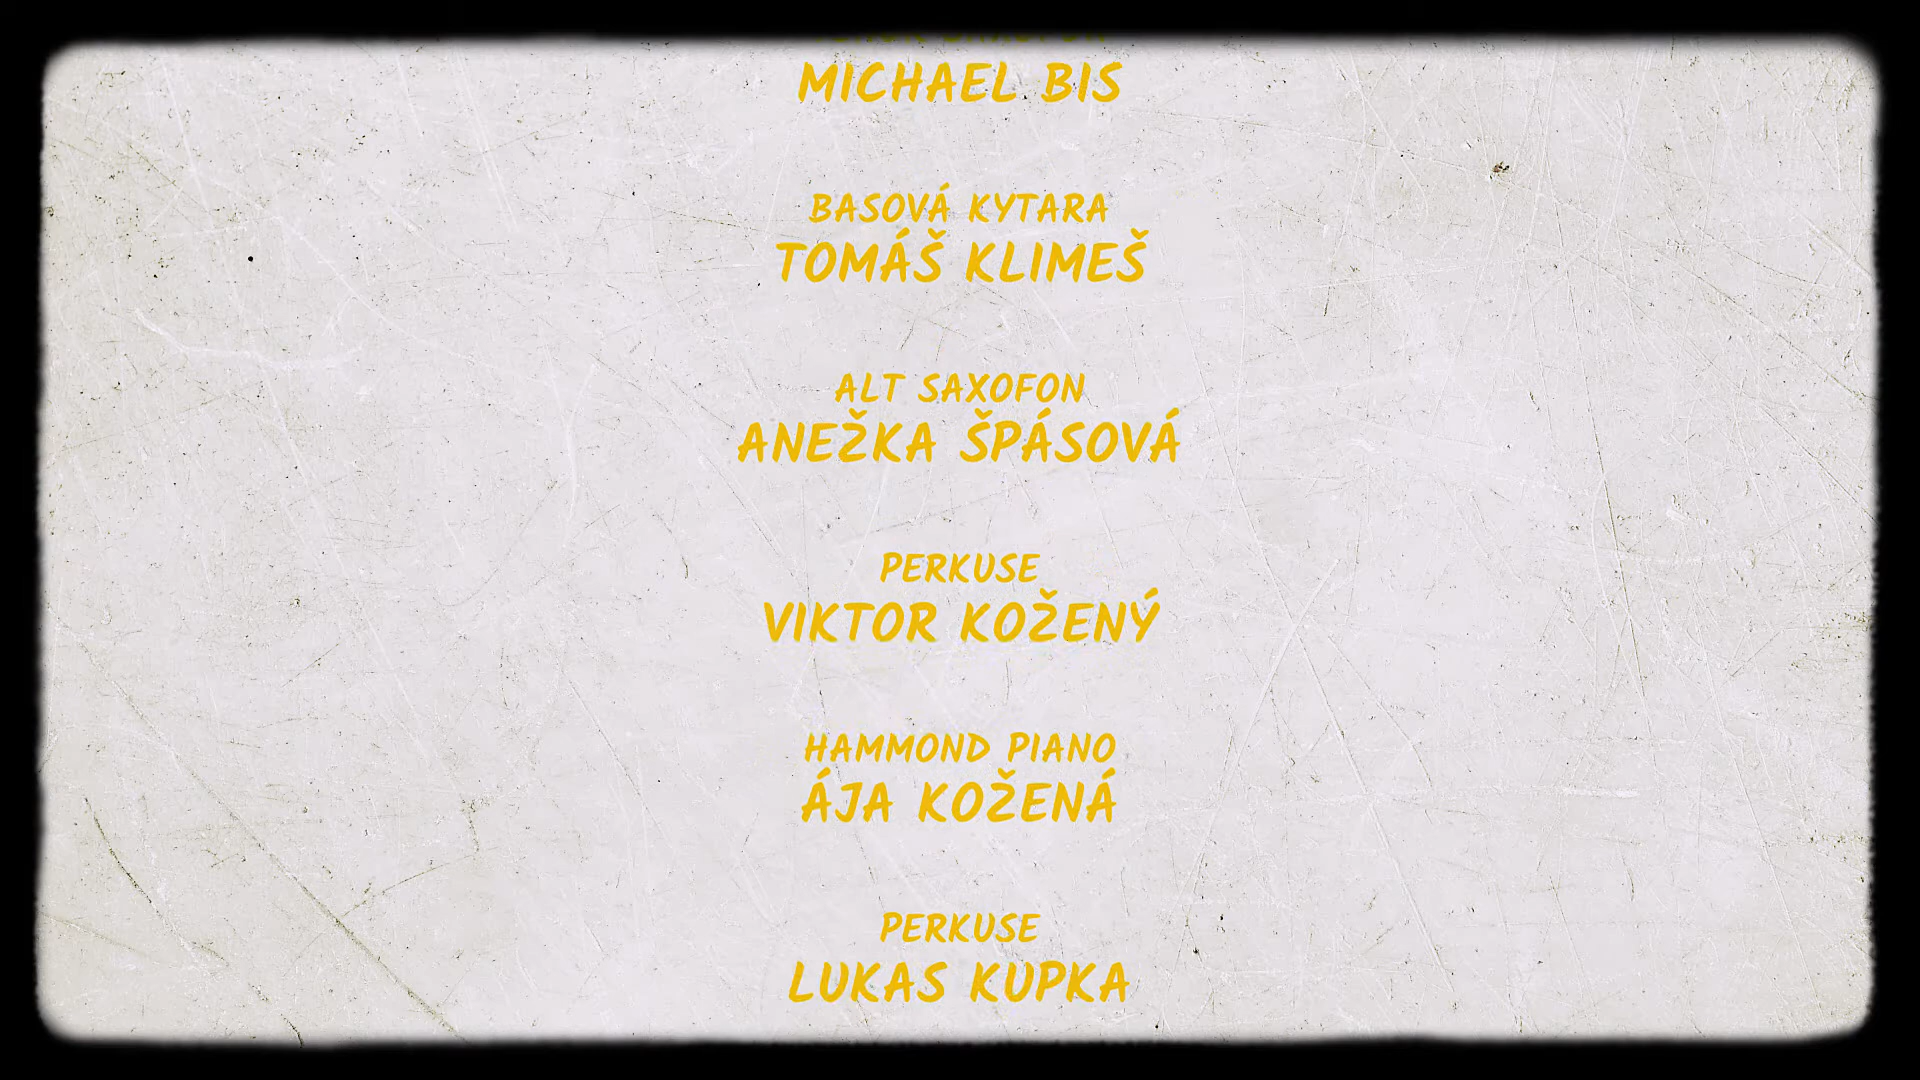 MICHAEL BIS
BASOVÁ KYTARA
TOMÁŠ KLIMEŠ
ALT SAXOFON
ANEŽKA ŠPÁSOVÁ
PERKUSE
VIKTOR KOŽENÝ
HAMMOND PIANO
ÁJA KOŽENÁ
PERKUSE
LUKAS KUPKA